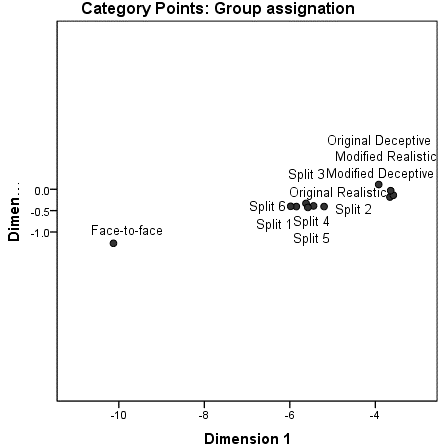 Category Points: Group assignation
Original Deceptive
Modified Realistic
Split 3 Modified Deceptive
Original Realistic
Split 6 Split 2
Split 1 Split 4
Split 5
Face-to-face
0.0
-0.5
-1.0
Dimen...
-10 -8 -6 -4
Dimension 1